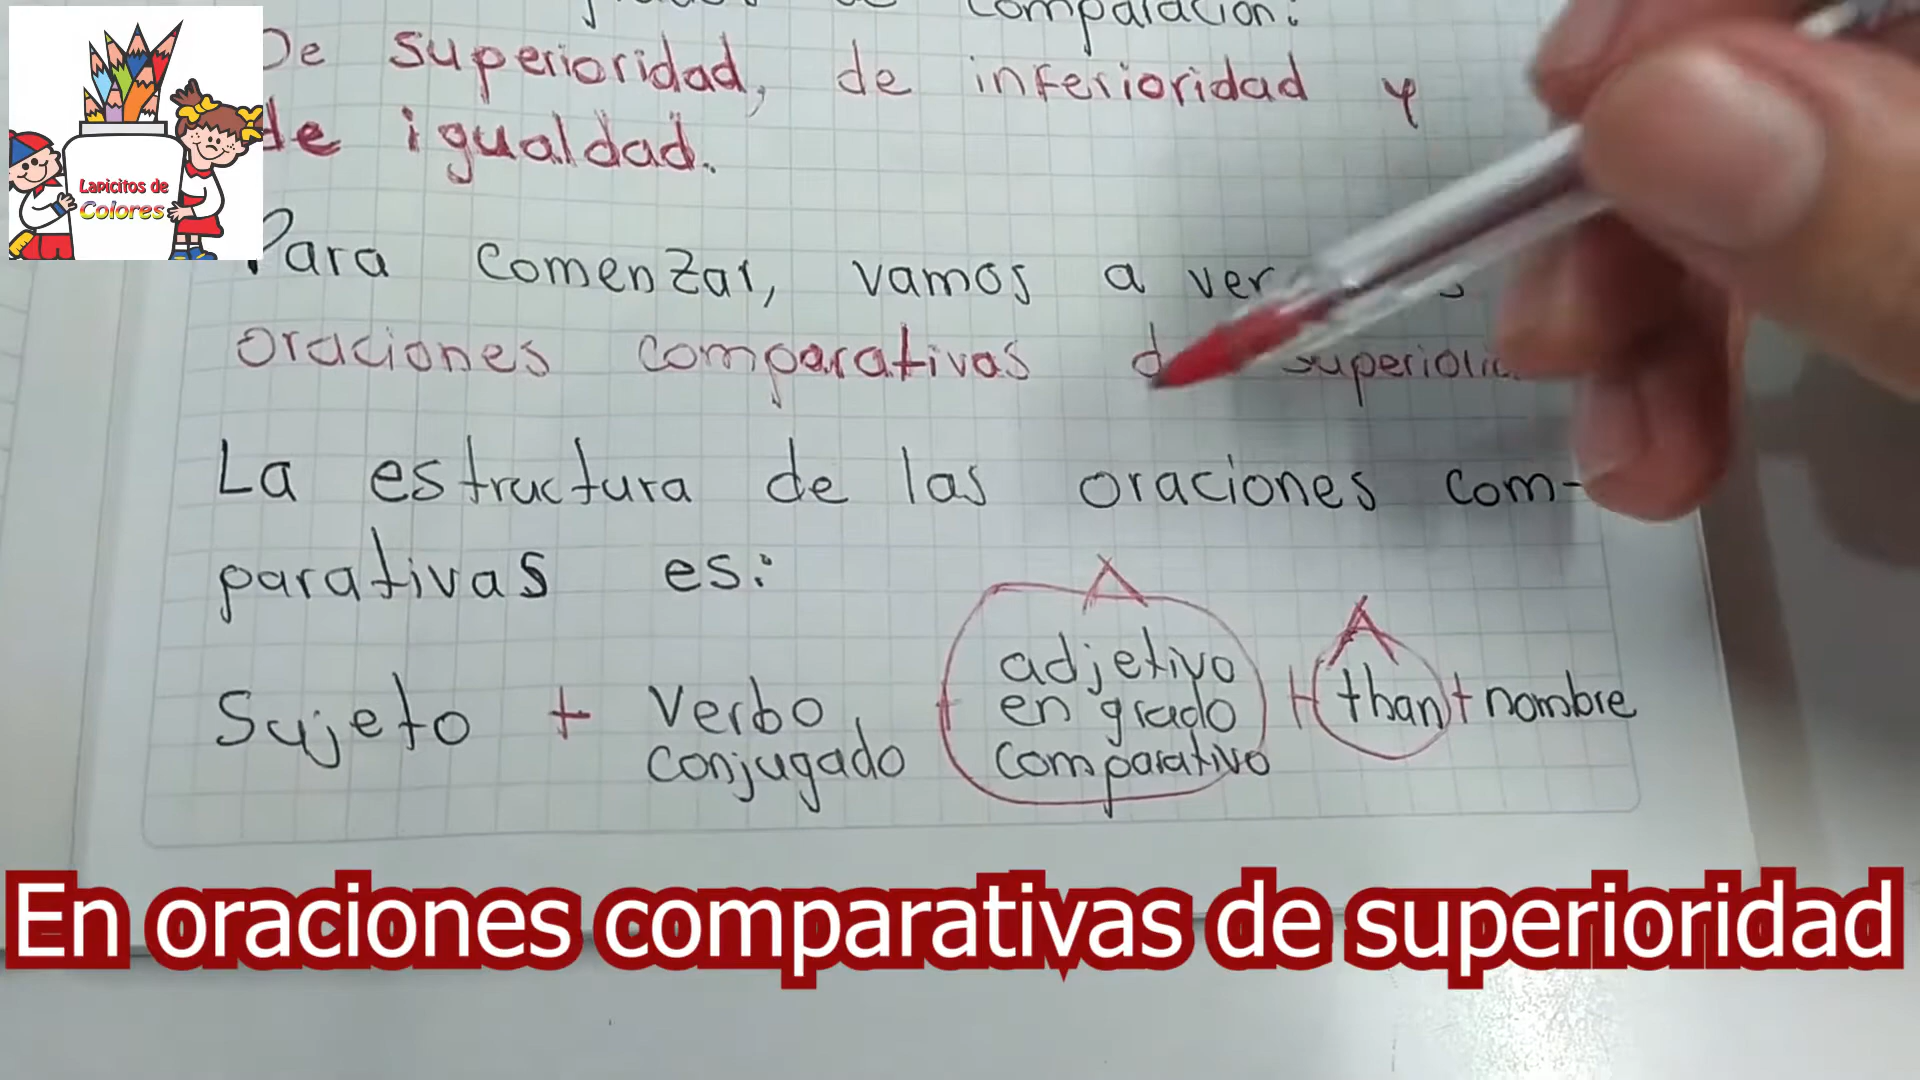 comparación:
De superioridad, de inferioridad y
de igualdad.
Para comenzar, vamos a ver
oraciones comparativas
La estructura de las oraciones com-
parativas es:
Sujeto + verbo conjugado + adjetivo en grado comparativo + than + nombre
Lapicitos de
Colores
En oraciones comparativas de superioridad